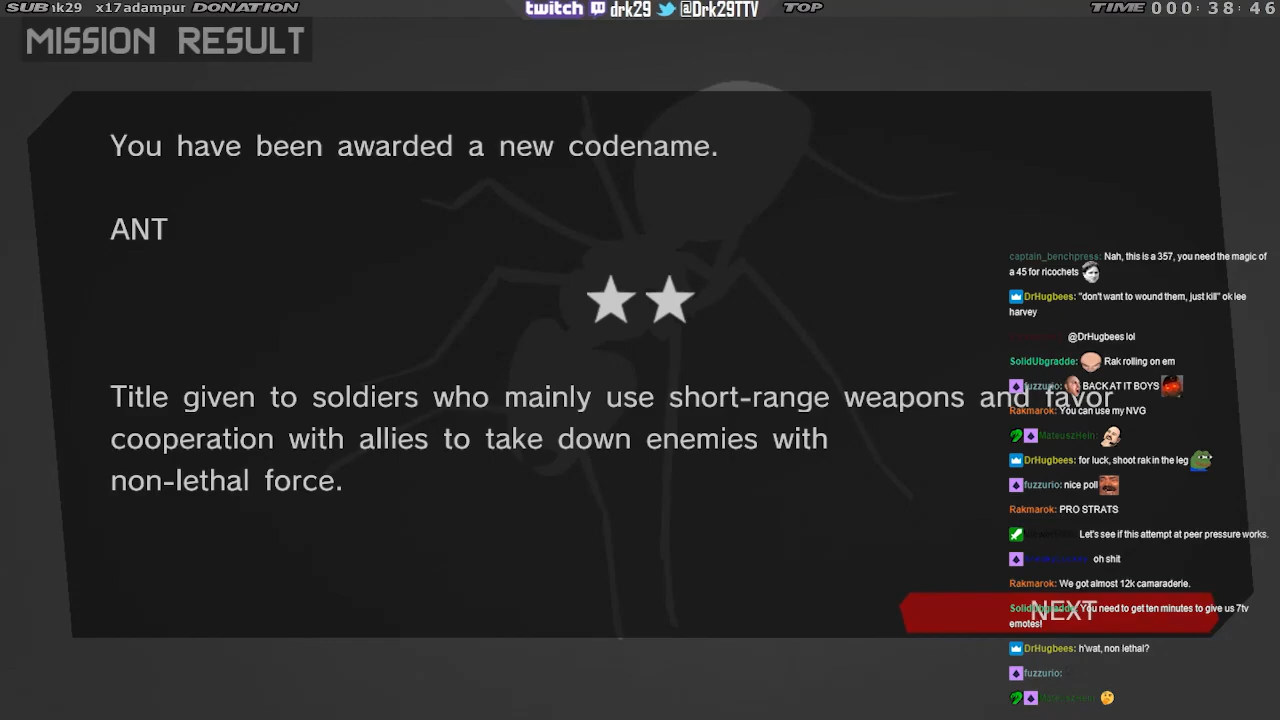 SUB ık29 x17adampur DONATION
twitch drk29 @Drk29TTV
TOP
TIME 000:38:46
MISSION RESULT
You have been awarded a new codename.
ANT
Title given to soldiers who mainly use short-range weapons and favor
cooperation with allies to take down enemies with
non-lethal force.
NEXT
captain_benchpress: Nah, this is a 357, you need the magic of
a 45 for ricochets
DrHugbees: "don't want to wound them, just kill" ok lee
harvey
@DrHugbees lol
SolidUbgradde: Rak rolling on em
fuzzurio: BACK AT IT BOYS
Rakmarok: You can use my NVG
MateuszHein:
DrHugbees: for luck, shoot rak in the leg
fuzzurio: nice poll
Rakmarok: PRO STRATS
Let's see if this attempt at peer pressure works.
oh shit
Rakmarok: We got almost 12k camaraderie.
SolidUbgradde: You need to get ten minutes to give us 7tv
emotes!
DrHugbees: h'wat, non lethal?
fuzzurio: